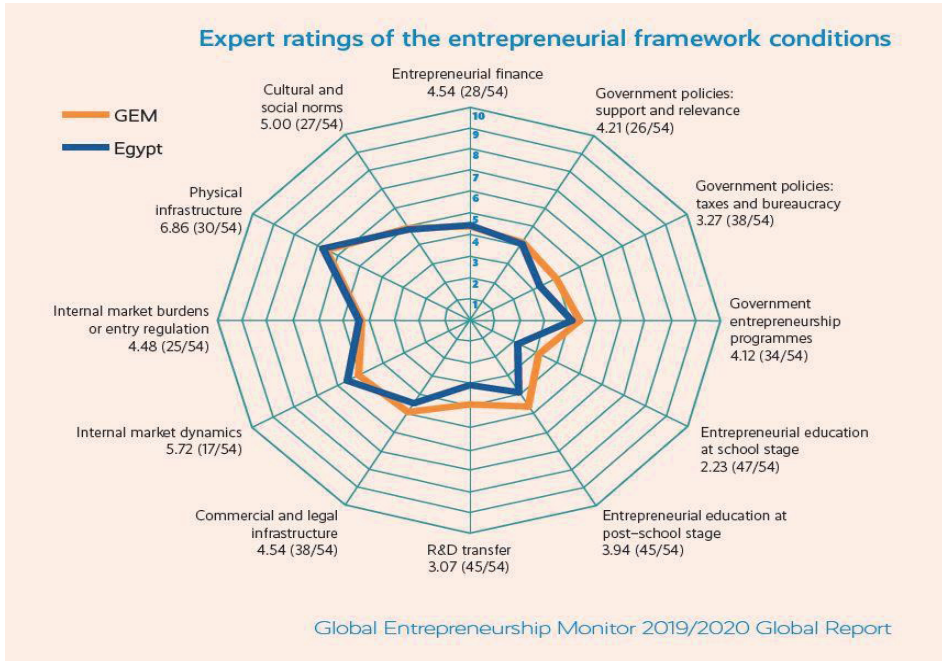 Expert ratings of the entrepreneurial framework conditions
GEM
Egypt
Entrepreneurial finance
4.54 (28/54)
Government policies:
support and relevance
4.21 (26/54)
Government policies:
taxes and bureaucracy
3.27 (38/54)
Government
entrepreneurship
programmes
4.12 (34/54)
Entrepreneurial education
at school stage
2.23 (47/54)
Entrepreneurial education at
post–school stage
3.94 (45/54)
R&D transfer
3.07 (45/54)
Commercial and legal
infrastructure
4.54 (38/54)
Internal market dynamics
5.72 (17/54)
Internal market burdens
or entry regulation
4.48 (25/54)
Physical
infrastructure
6.86 (30/54)
Cultural and
social norms
5.00 (27/54)
10
9
8
7
6
5
4
3
2
1
Global Entrepreneurship Monitor 2019/2020 Global Report